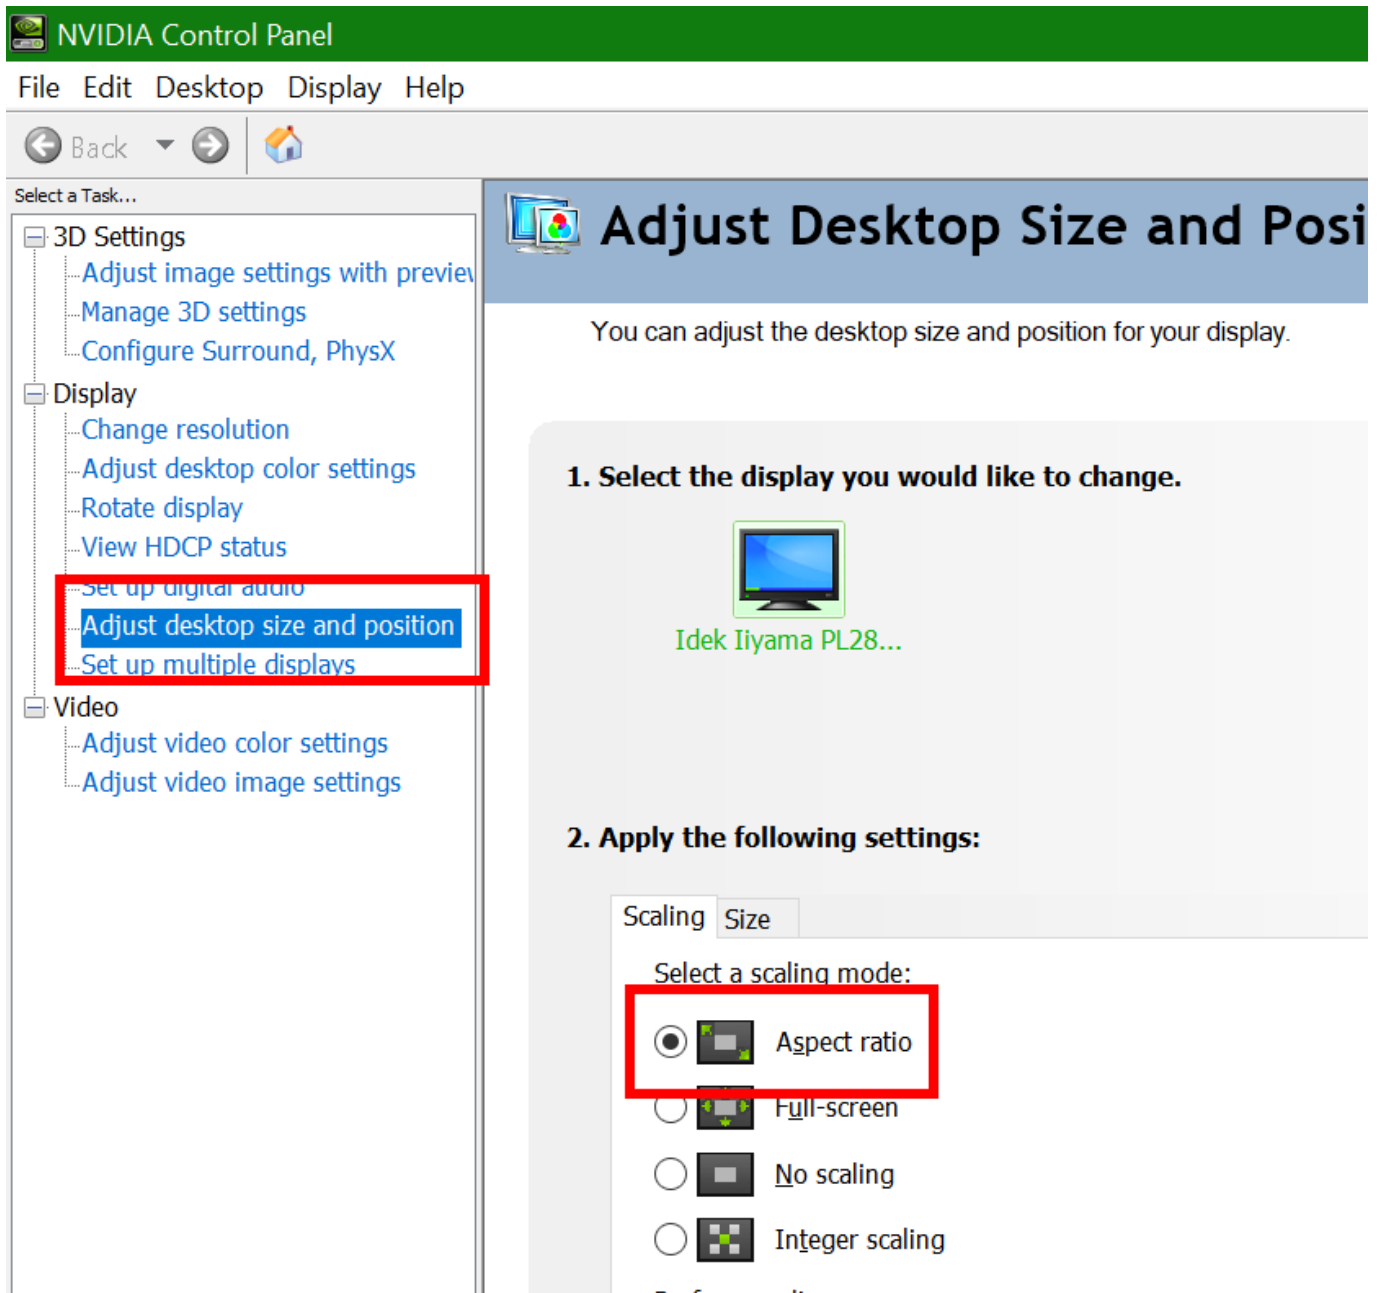 NVIDIA Control Panel
File Edit Desktop Display Help
Back
Select a Task...
3D Settings
Adjust image settings with preview
Manage 3D settings
Configure Surround, PhysX
Display
Change resolution
Adjust desktop color settings
Rotate display
View HDCP status
Set up digital audio
Adjust desktop size and position
Set up multiple displays
Video
Adjust video color settings
Adjust video image settings
Adjust Desktop Size and Posi
You can adjust the desktop size and position for your display.
1. Select the display you would like to change.
Idek Iiyama PL28...
2. Apply the following settings:
Scaling Size
Select a scaling mode:
Aspect ratio
Full-screen
No scaling
Integer scaling